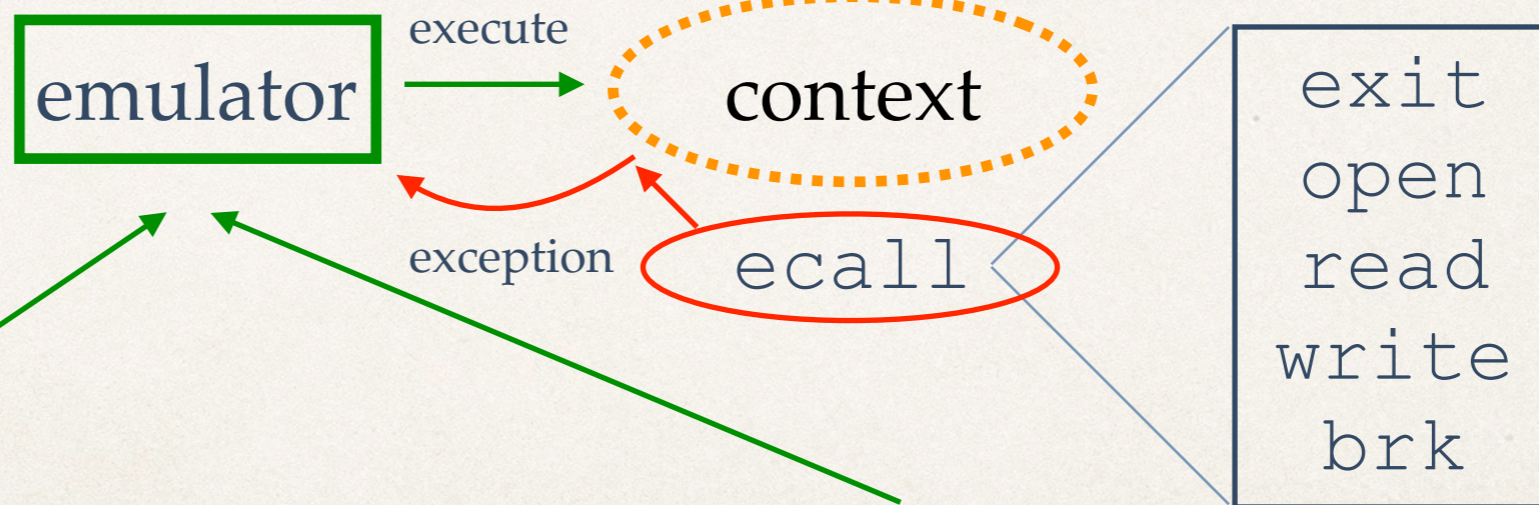 execute
emulator
context
exception
ecall
exit
open
read
write
brk